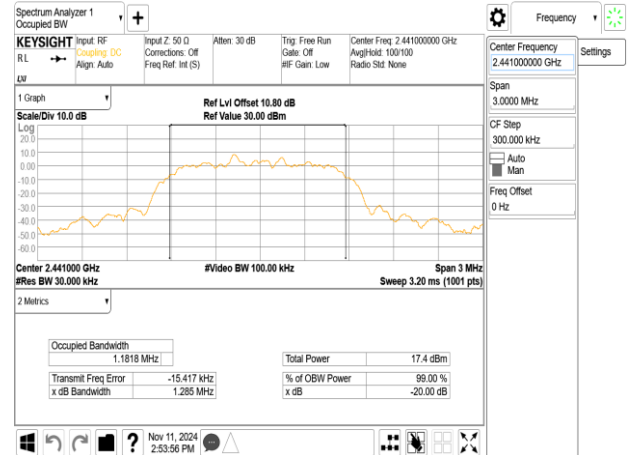 Spectrum Analyzer 1
Occupied BW
Frequency
KEYSIGHT
Input: RF
Coupling: DC
Align: Auto
Input Z: 50 Ω
Corrections: Off
Freq Ref: Int (S)
Atten: 30 dB
Trig: Free Run
Gate: Off
#IF Gain: Low
Center Freq: 2.441000000 GHz
Avg|Hold: 100/100
Radio Std: None
RL
LXI
Center Frequency
2.441000000 GHz
Settings
Span
3.0000 MHz
CF Step
300.000 kHz
Auto
Man
Freq Offset
0 Hz
1 Graph
Scale/Div 10.0 dB
Ref Lvl Offset 10.80 dB
Ref Value 30.00 dBm
Log
20.0
10.0
0.00
-10.0
-20.0
-30.0
-40.0
-50.0
-60.0
Center 2.441000 GHz
#Video BW 100.00 kHz
Span 3 MHz
#Res BW 30.000 kHz
Sweep 3.20 ms (1001 pts)
2 Metrics
Occupied Bandwidth
1.1818 MHz
Total Power 17.4 dBm
Transmit Freq Error -15.417 kHz
% of OBW Power 99.00 %
x dB Bandwidth 1.285 MHz
x dB -20.00 dB
?
Nov 11, 2024
2:53:56 PM